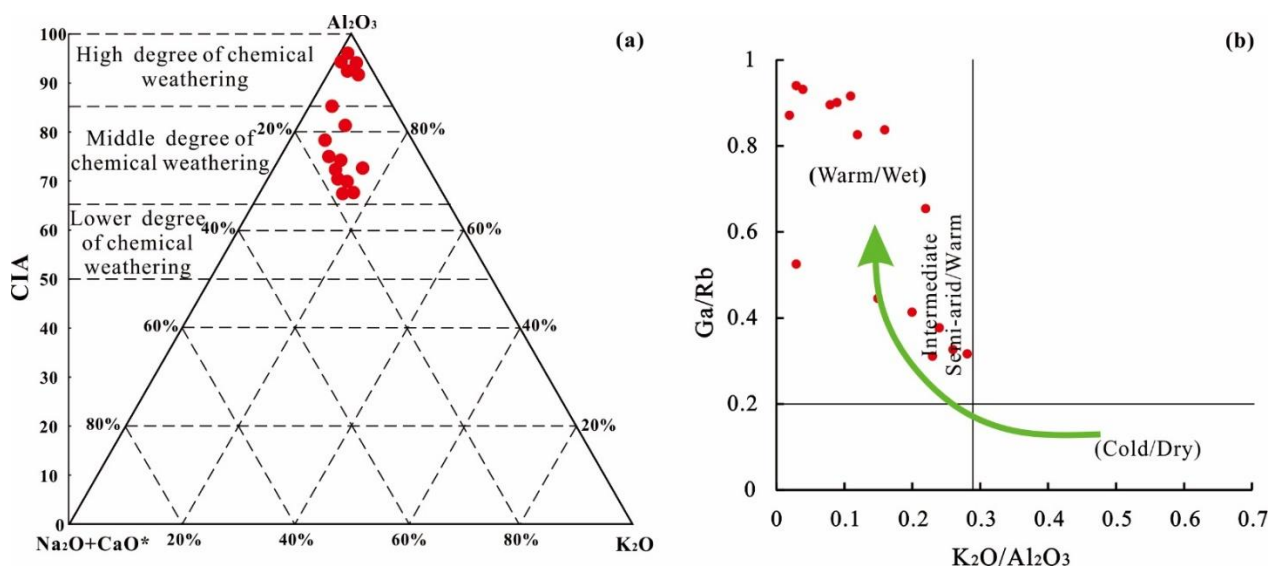 Al₂O₃
(a)
100
90
80
70
60
50
40
30
20
10
0
CIA
High degree of chemical
weathering
Middle degree of
chemical weathering
Lower degree
of chemical
weathering
20%
80%
40%
60%
60%
40%
80%
20%
Na₂O+CaO*
20%
40%
60%
80%
K₂O
(b)
1
0.8
0.6
0.4
0.2
0
Ga/Rb
(Warm/Wet)
Intermediate
Semi-arid/Warm
(Cold/Dry)
0
0.1
0.2
0.3
0.4
0.5
0.6
0.7
K₂O/Al₂O₃